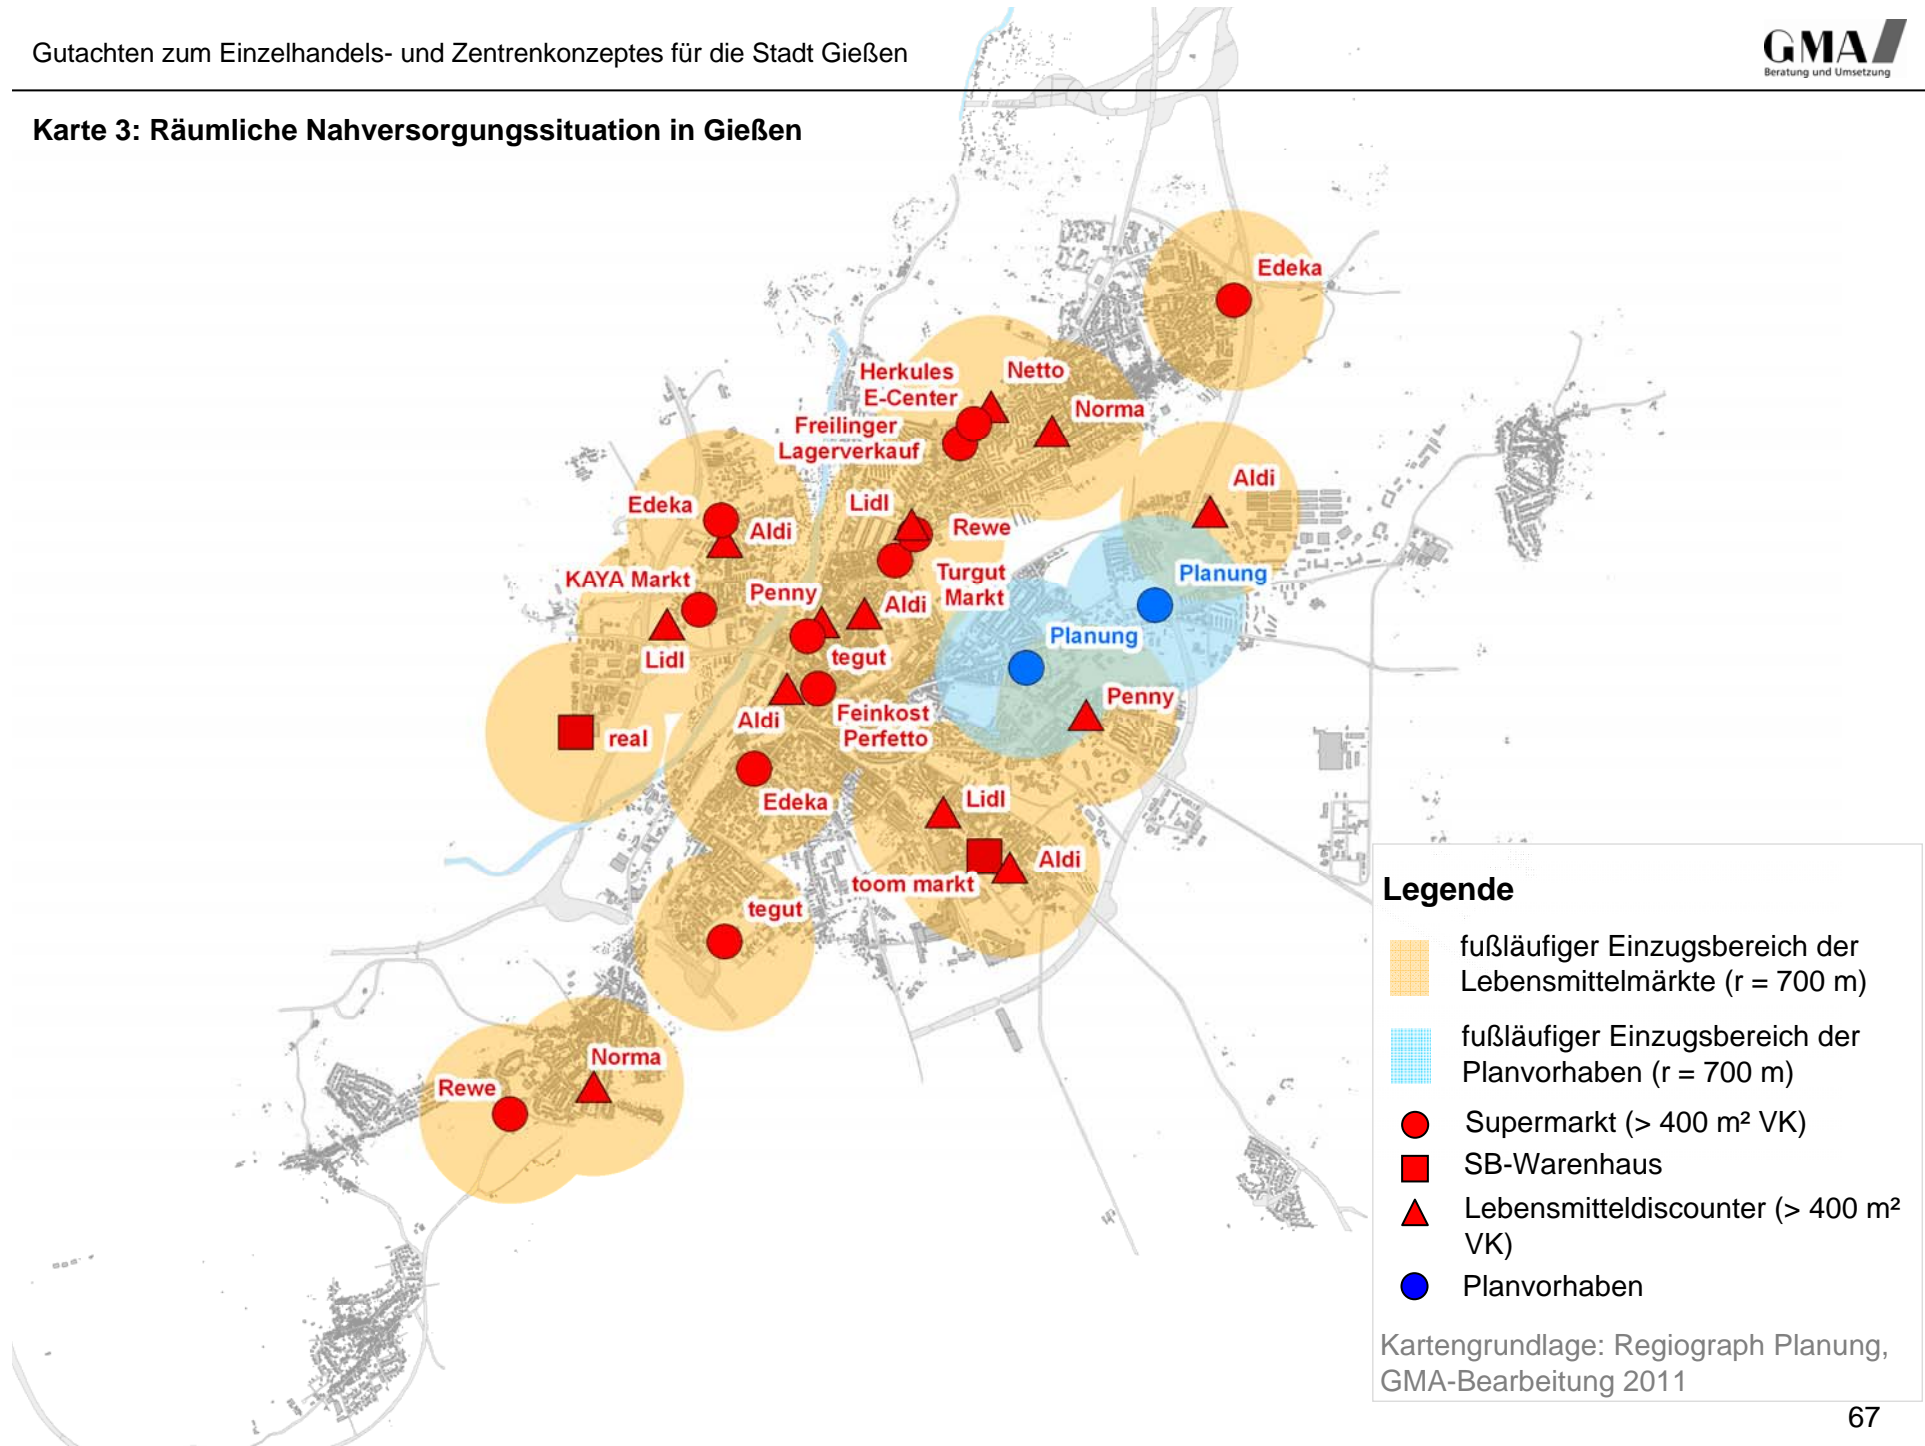 Gutachten zum Einzelhandels- und Zentrenkonzeptes für die Stadt Gießen
GMA
Beratung und Umsetzung
Karte 3: Räumliche Nahversorgungssituation in Gießen
Edeka
Herkules
E-Center
Netto
Norma
Freilinger
Lagerverkauf
Aldi
Edeka
Aldi
Lidl
Rewe
KAYA Markt
Penny
Aldi
Turgut
Markt
Planung
Planung
Lidl
tegut
Penny
real
Aldi
Feinkost
Perfetto
Edeka
Lidl
Aldi
toom markt
tegut
Norma
Rewe
Legende
fußläufiger Einzugsbereich der
Lebensmittelmärkte (r = 700 m)
fußläufiger Einzugsbereich der
Planvorhaben (r = 700 m)
Supermarkt (> 400 m² VK)
SB-Warenhaus
Lebensmitteldiscounter (> 400 m²
VK)
Planvorhaben
Kartengrundlage: Regiograph Planung,
GMA-Bearbeitung 2011
67